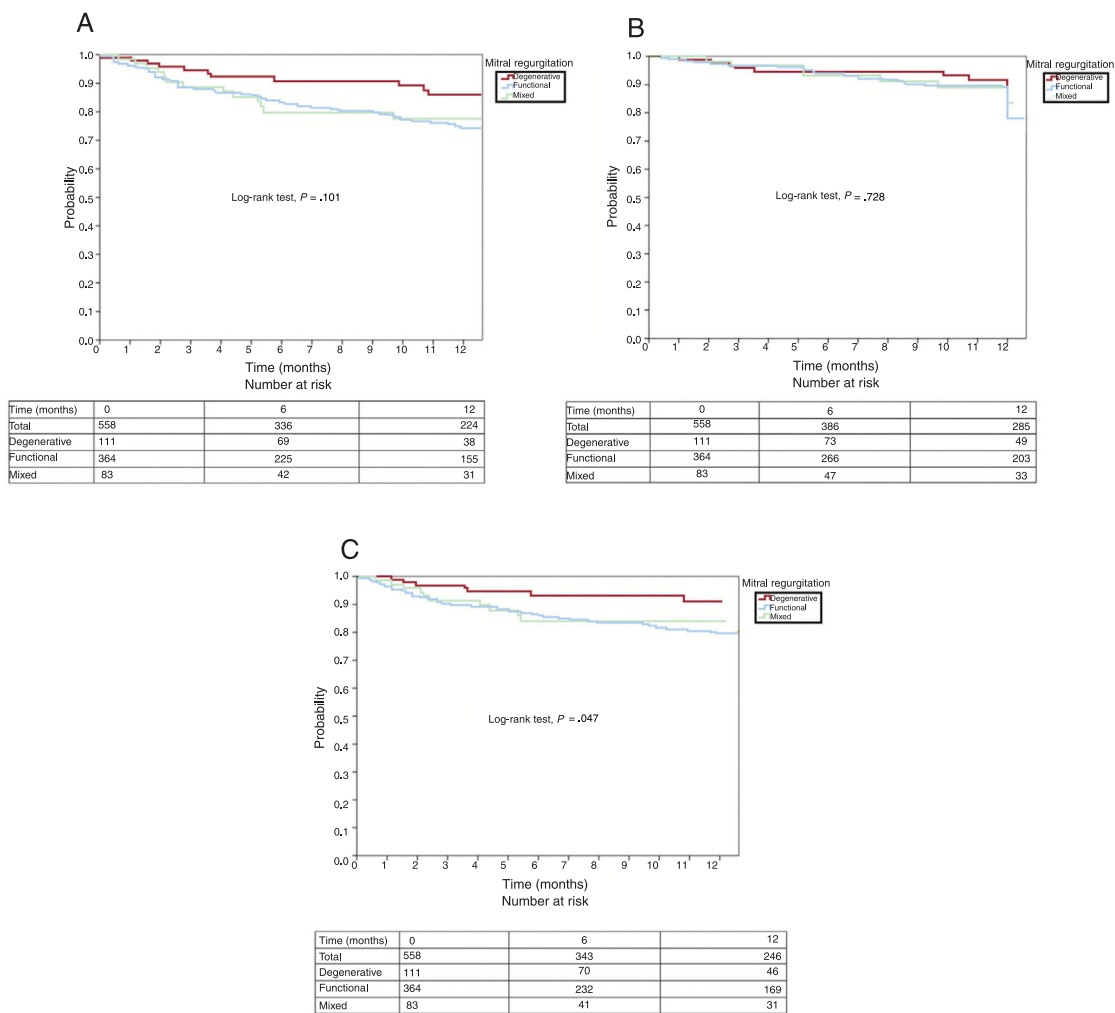 A
Mitral regurgitation
Degenerative
Functional
Mixed
1.0
0.9
0.8
0.7
0.6
0.5
0.4
0.3
0.2
0.1
0.0
Probability
Log-rank test, P = .101
0 1 2 3 4 5 6 7 8 9 10 11 12
Time (months)
Number at risk
Time (months) 0 6 12
Total 558 336 224
Degenerative 111 69 38
Functional 364 225 155
Mixed 83 42 31
B
Mitral regurgitation
Degenerative
Functional
Mixed
1.0
0.9
0.8
0.7
0.6
0.5
0.4
0.3
0.2
0.1
0.0
Probability
Log-rank test, P = .728
0 1 2 3 4 5 6 7 8 9 10 11 12
Time (months)
Number at risk
Time (months) 0 6 12
Total 558 386 285
Degenerative 111 73 49
Functional 364 266 203
Mixed 83 47 33
C
Mitral regurgitation
Degenerative
Functional
Mixed
1.0
0.9
0.8
0.7
0.6
0.5
0.4
0.3
0.2
0.1
0.0
Probability
Log-rank test, P = .047
0 1 2 3 4 5 6 7 8 9 10 11 12
Time (months)
Number at risk
Time (months) 0 6 12
Total 558 343 246
Degenerative 111 70 46
Functional 364 232 169
Mixed 83 41 31